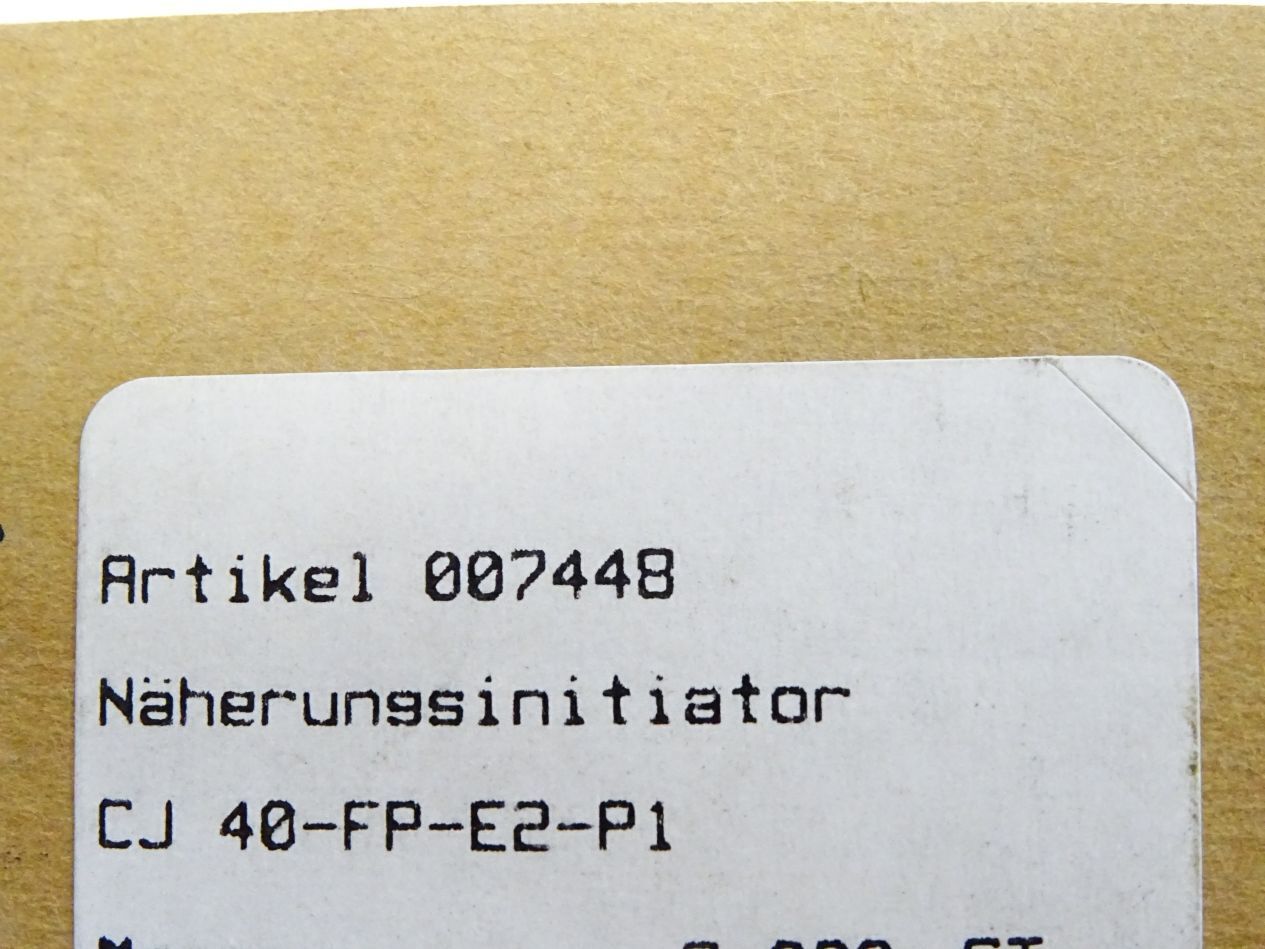 Artikel 007448
Näherungsinitiator
CJ 40-FP-E2-P1